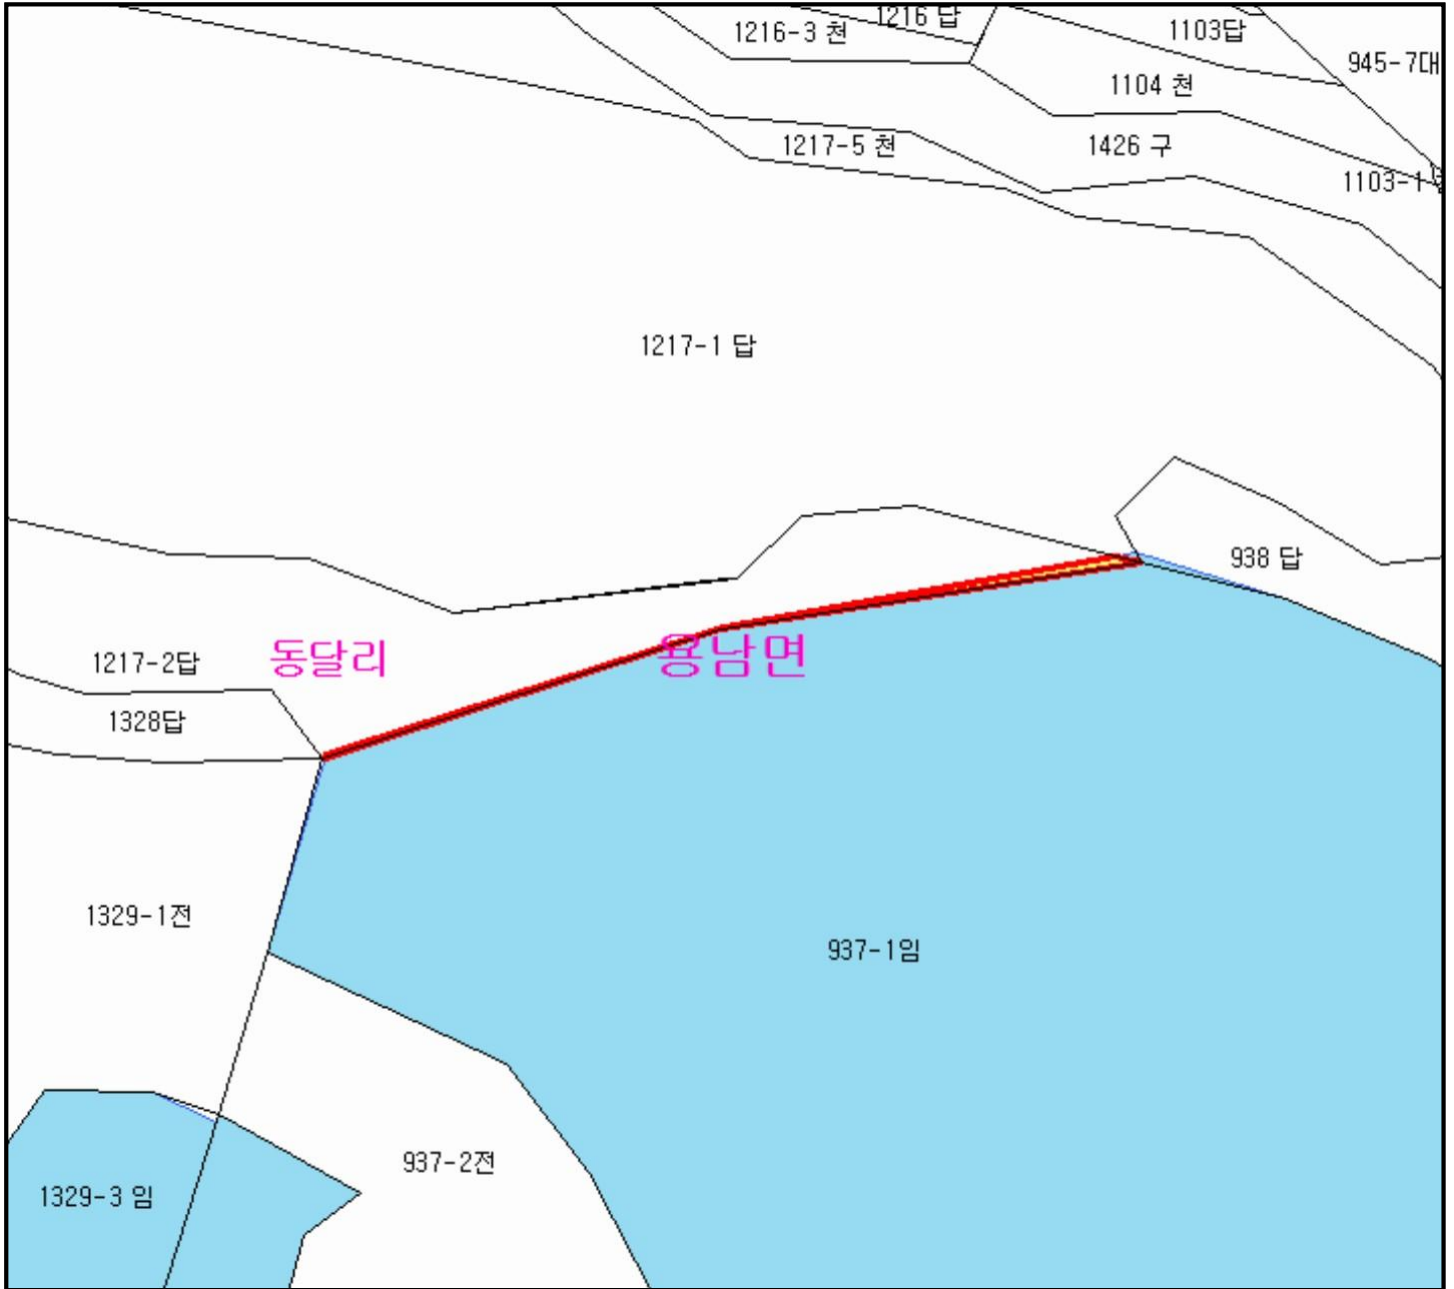 1216 답
1216-3 천
1103답
945-7대
1104 천
1217-5 천
1426 구
1103-1
1217-1 답
938 답
동달리
용남면
1217-2답
1328답
1329-1전
937-1임
937-2전
1329-3 임